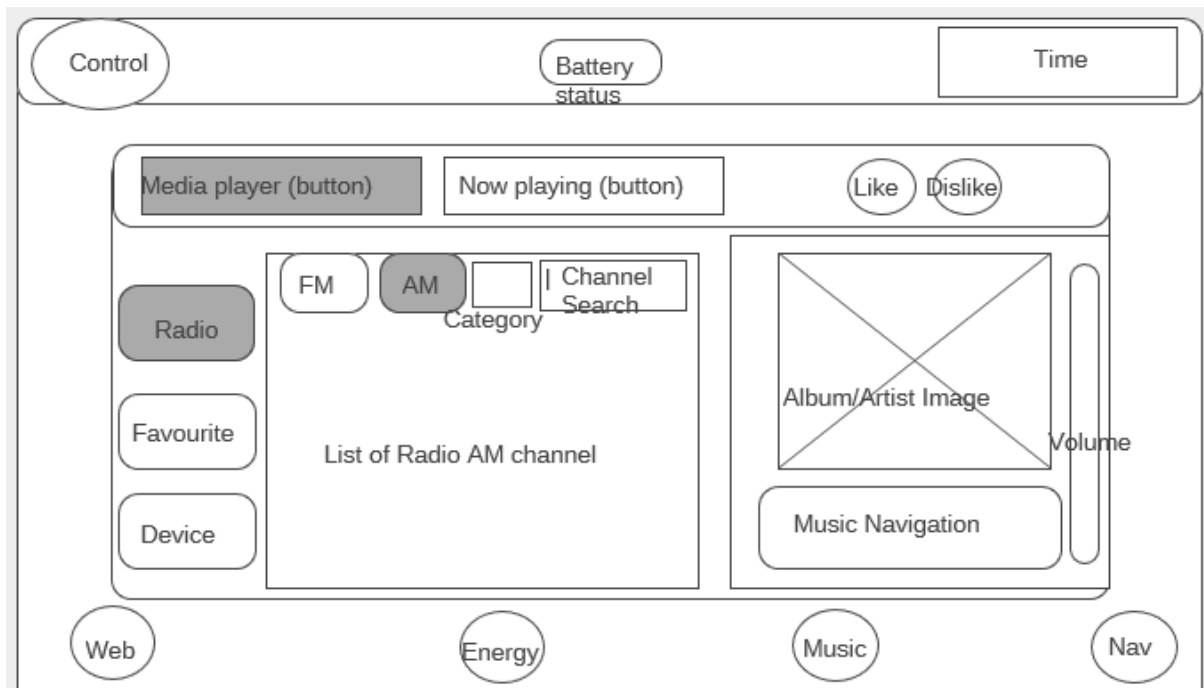 Control
Battery
status
Time
Media player (button)
Now playing (button)
Like
Dislike
FM
AM
Category
| Channel
Search
Radio
Favourite
Device
List of Radio AM channel
Album/Artist Image
Volume
Music Navigation
Web
Energy
Music
Nav